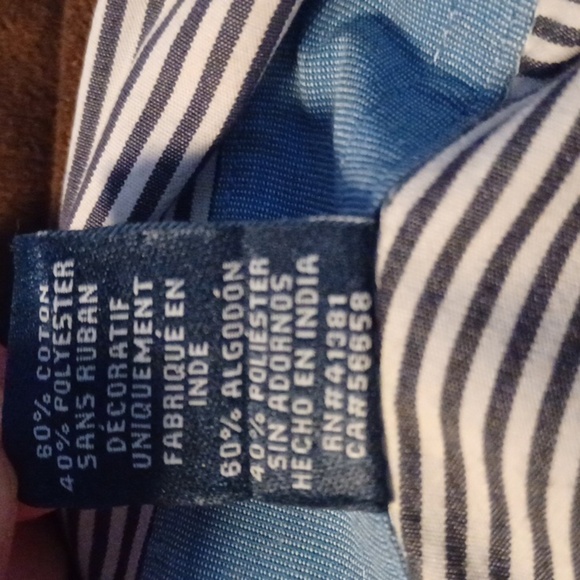 60% COTON
40% POLYESTER
SANS RUBAN
DÉCORATIF
UNIQUEMENT
FABRIQUÉ EN
INDE
60% ALGODÓN
40% POLIÉSTER
SIN ADORNOS
HECHO EN INDIA
RN#41381
CA#56658